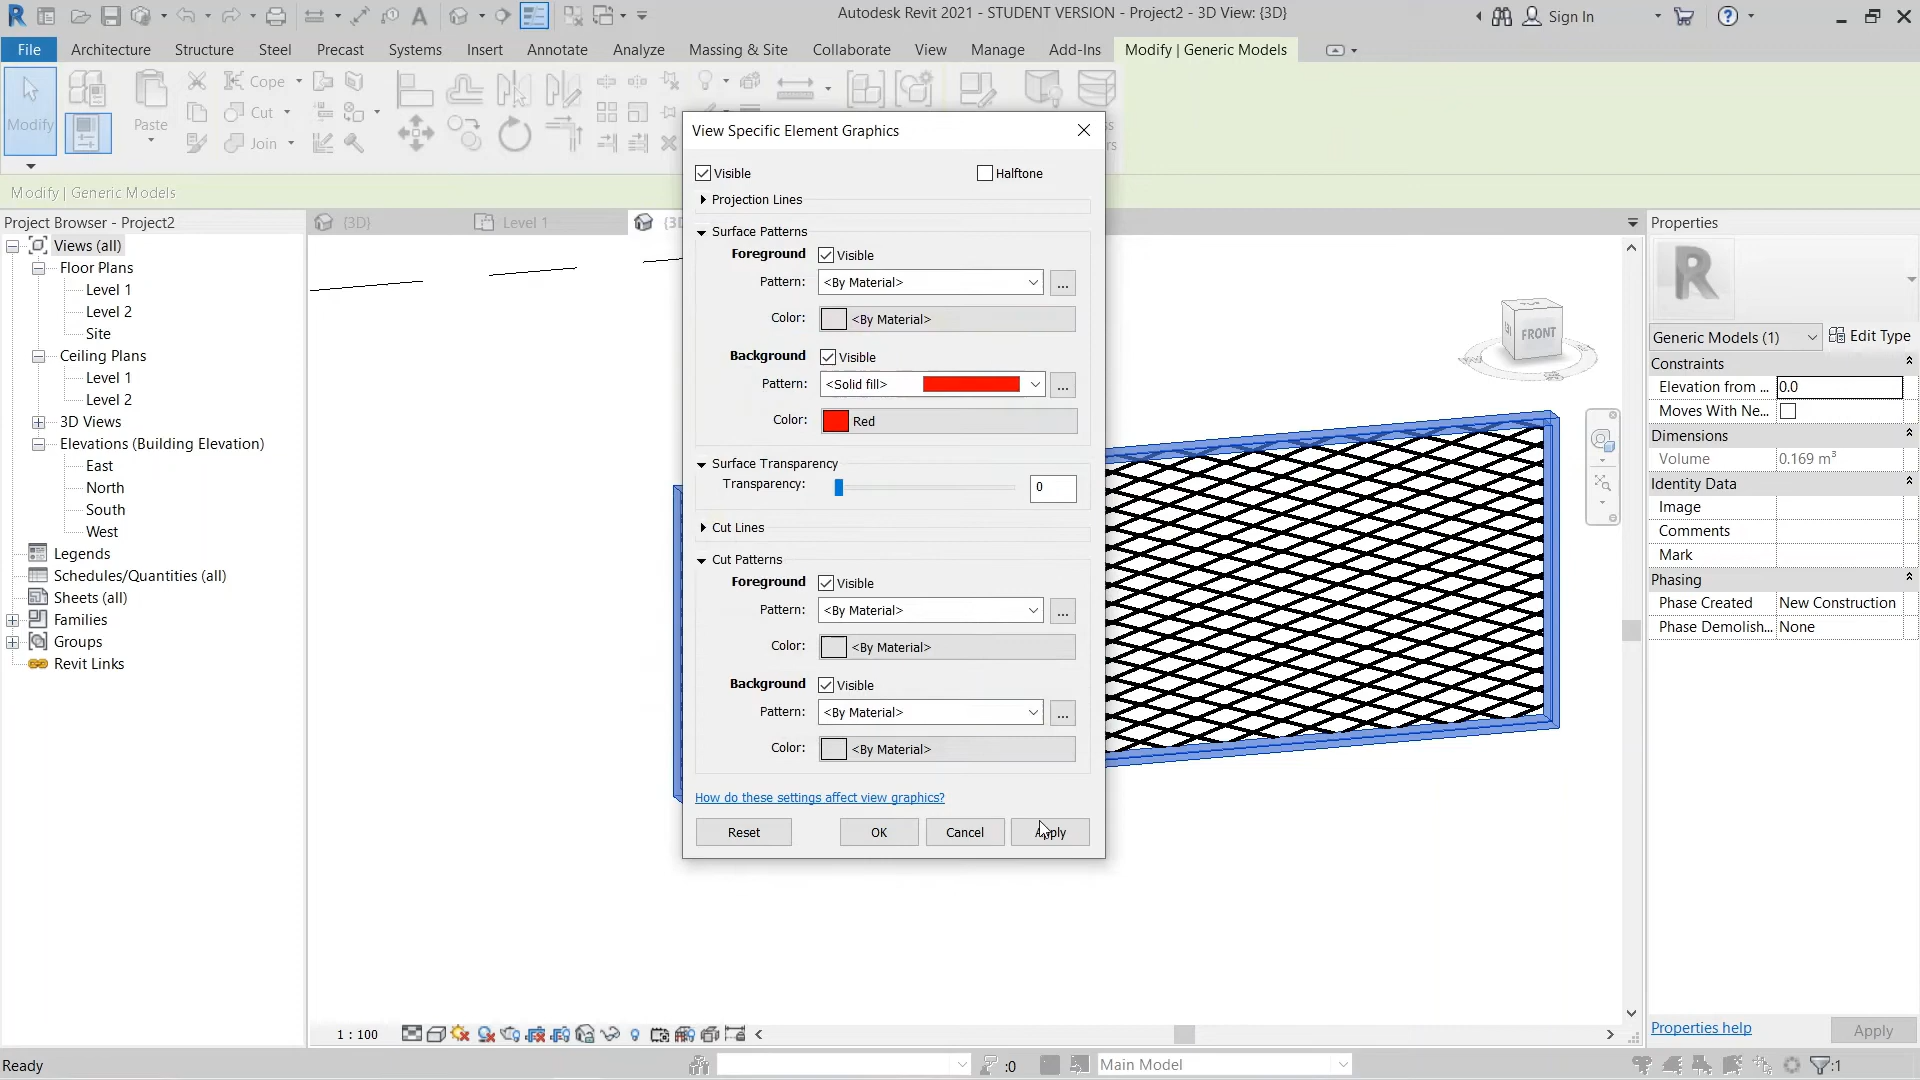 Autodesk Revit 2021 - STUDENT VERSION - Project2 - 3D View: {3D}
Sign In
File
Architecture
Structure
Steel
Precast
Systems
Insert
Annotate
Analyze
Massing & Site
Collaborate
View
Manage
Add-Ins
Modify | Generic Models
Modify
Paste
Cope
Cut
Join
Modify | Generic Models
Project Browser - Project2
Views (all)
Floor Plans
Level 1
Level 2
Site
Ceiling Plans
Level 1
Level 2
3D Views
Elevations (Building Elevation)
East
North
South
West
Legends
Schedules/Quantities (all)
Sheets (all)
Families
Groups
Revit Links
{3D}
Level 1
View Specific Element Graphics
Visible
Halftone
Projection Lines
Surface Patterns
Foreground
Visible
Pattern:
<By Material>
...
Color:
<By Material>
Background
Visible
Pattern:
<Solid fill>
...
Color:
Red
Surface Transparency
Transparency:
0
Cut Lines
Cut Patterns
Foreground
Visible
Pattern:
<By Material>
...
Color:
<By Material>
Background
Visible
Pattern:
<By Material>
...
Color:
<By Material>
How do these settings affect view graphics?
Reset
OK
Cancel
FRONT
Properties
R
Generic Models (1)
Edit Type
Constraints
Elevation from ...
0.0
Moves With Ne...
Dimensions
Volume
0.169 m³
Identity Data
Image
Comments
Mark
Phasing
Phase Created
New Construction
Phase Demolish...
None
Properties help
Apply
1 : 100
Ready
:0
Main Model
:1